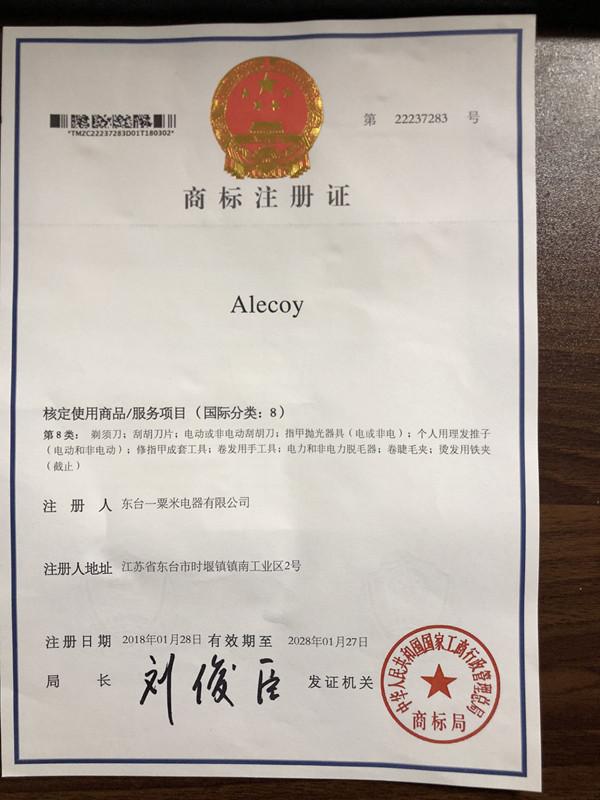 第 22237283 号
*TMZC22237283D01T180302*
商标注册证
Alecoy
核定使用商品/服务项目（国际分类：8）
第8类：剃须刀；刮胡刀片；电动或非电动刮胡刀；指甲抛光器具（电或非电）；个人用理发推子
（电动和非电动）；修指甲成套工具；卷发用手工具；电力和非电力脱毛器；卷睫毛夹；烫发用铁夹
（截止）
注册人 东台一粟米电器有限公司
注册人地址 江苏省东台市时堰镇镇南工业区2号
注册日期 2018年01月28日 有效期至 2028年01月27日
局长 刘俊臣 发证机关
中华人民共和国国家工商行政管理总局
商标局